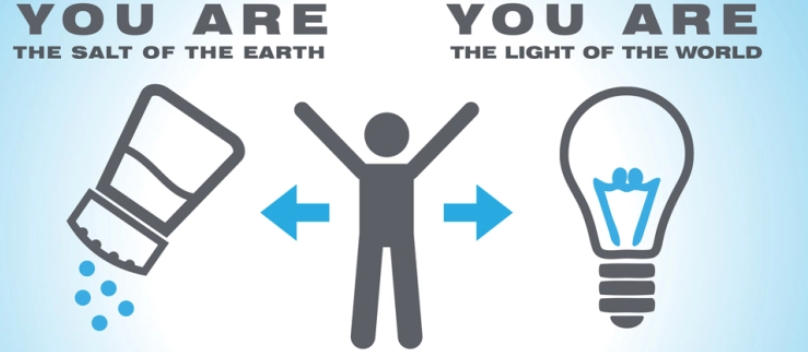 YOU ARE
THE SALT OF THE EARTH
YOU ARE
THE LIGHT OF THE WORLD